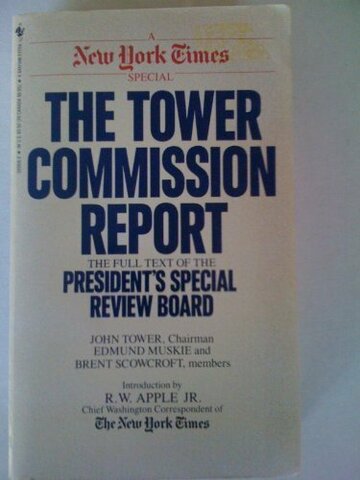 A
New York Times
SPECIAL
THE TOWER
COMMISSION
REPORT
THE FULL TEXT OF THE
PRESIDENT'S SPECIAL
REVIEW BOARD
JOHN TOWER, Chairman
EDMUND MUSKIE and
BRENT SCOWCROFT, members
Introduction by
R.W. APPLE JR.
Chief Washington Correspondent of
The New York Times